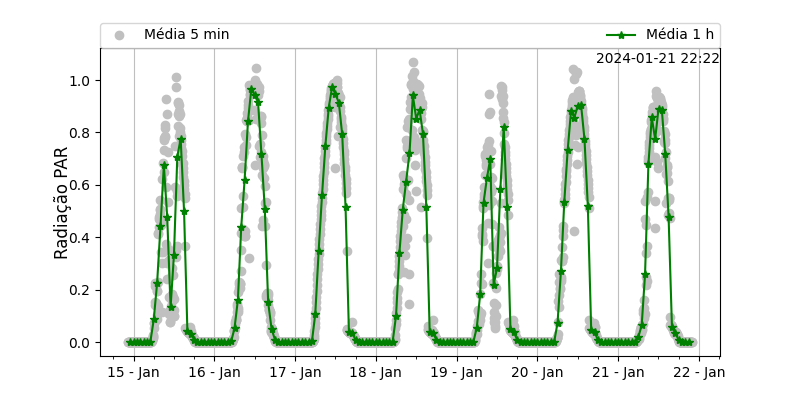 Média 5 min
Média 1 h
2024-01-21 22:22
Radiação PAR
1.0
0.8
0.6
0.4
0.2
0.0
15 - Jan
16 - Jan
17 - Jan
18 - Jan
19 - Jan
20 - Jan
21 - Jan
22 - Jan